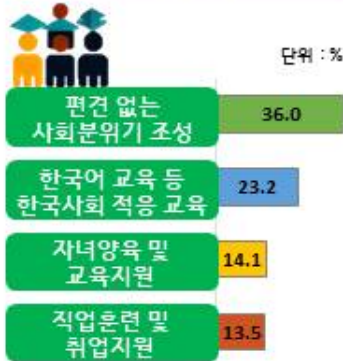 단위 : %
편견 없는
사회분위기 조성
36.0
한국어 교육 등
한국사회 적응 교육
23.2
자녀양육 및
교육지원
14.1
직업훈련 및
취업지원
13.5